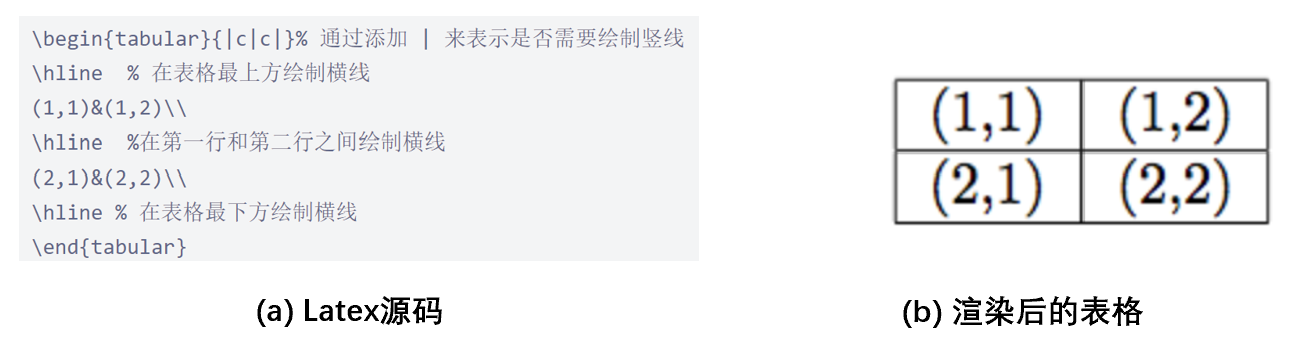 \begin{tabular}{|c|c|}% 通过添加 | 来表示是否需要绘制竖线
\hline  % 在表格最上方绘制横线
(1,1)&(1,2)\\
\hline  %在第一行和第二行之间绘制横线
(2,1)&(2,2)\\
\hline % 在表格最下方绘制横线
\end{tabular}
(a) Latex源码
(1,1) (1,2)
(2,1) (2,2)
(b) 渲染后的表格